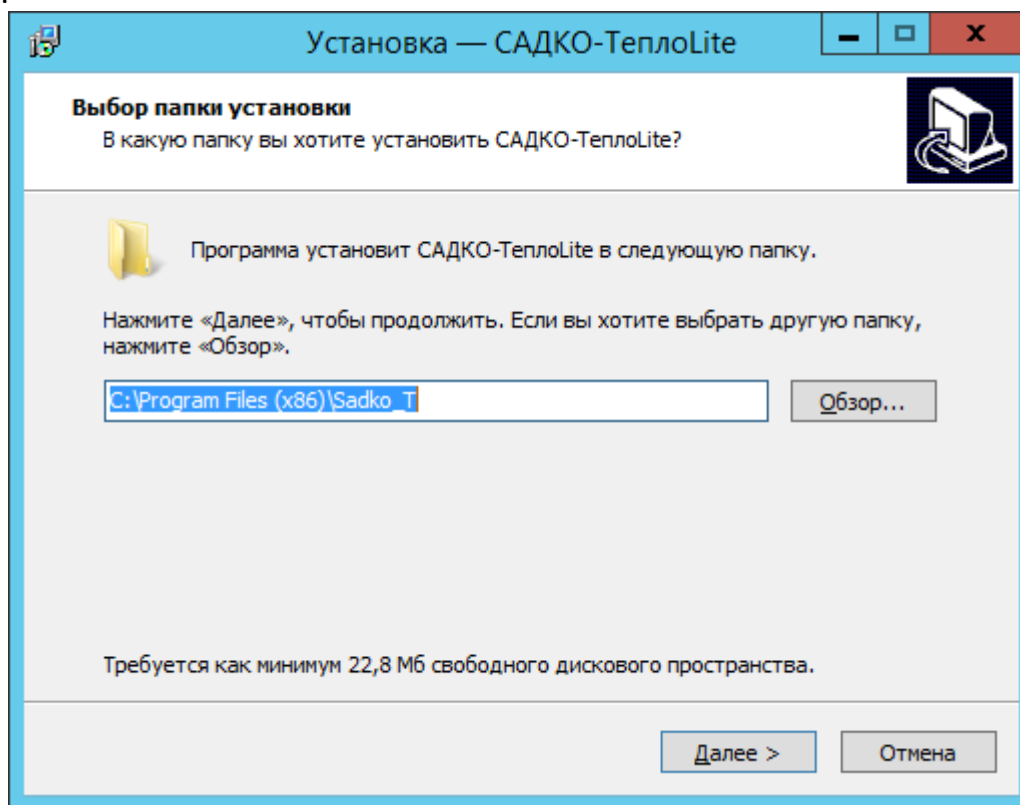 Установка — САДКО-ТеплоLite
Выбор папки установки
В какую папку вы хотите установить САДКО-ТеплоLite?
Программа установит САДКО-ТеплоLite в следующую папку.
Нажмите «Далее», чтобы продолжить. Если вы хотите выбрать другую папку,
нажмите «Обзор».
C:\Program Files (x86)\Sadko_T
Обзор...
Требуется как минимум 22,8 Мб свободного дискового пространства.
Далее >
Отмена